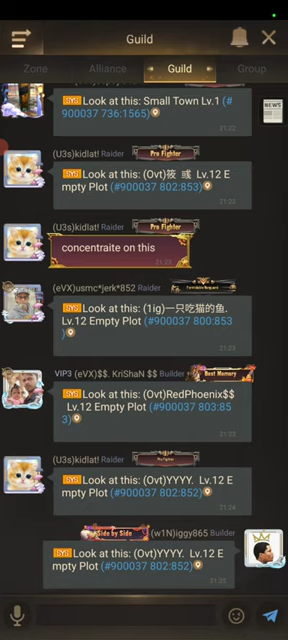 Guild
Zone
Alliance
Guild
Group
NEWS
SYS Look at this: Small Town Lv.1 (#
900037 736:1565)
21:22
(U3s)kidlat! Raider
Pro Fighter
SYS Look at this: (Ovt)筱 彧 Lv.12 E
mpty Plot (#900037 802:853)
21:23
(U3s)kidlat! Raider
Pro Fighter
concentraite on this
21:23
(eVX)usmc*jerk*852 Raider
Formidable Vanguard
SYS Look at this: (1ig)一只吃猫的鱼.
Lv.12 Empty Plot (#900037 800:853
)
21:23
VIP3 (eVX)$$. KriShaN $$ Builder
Best Memory
SYS Look at this: (Ovt)RedPhoenix$$
Lv.12 Empty Plot (#900037 803:85
3)
21:23
(U3s)kidlat! Raider
SYS Look at this: (Ovt)YYYY. Lv.12 E
mpty Plot (#900037 802:852)
21:24
Side by Side
(w1N)iggy865 Builder
SYS Look at this: (Ovt)YYYY. Lv.12 E
mpty Plot (#900037 802:852)
21:25